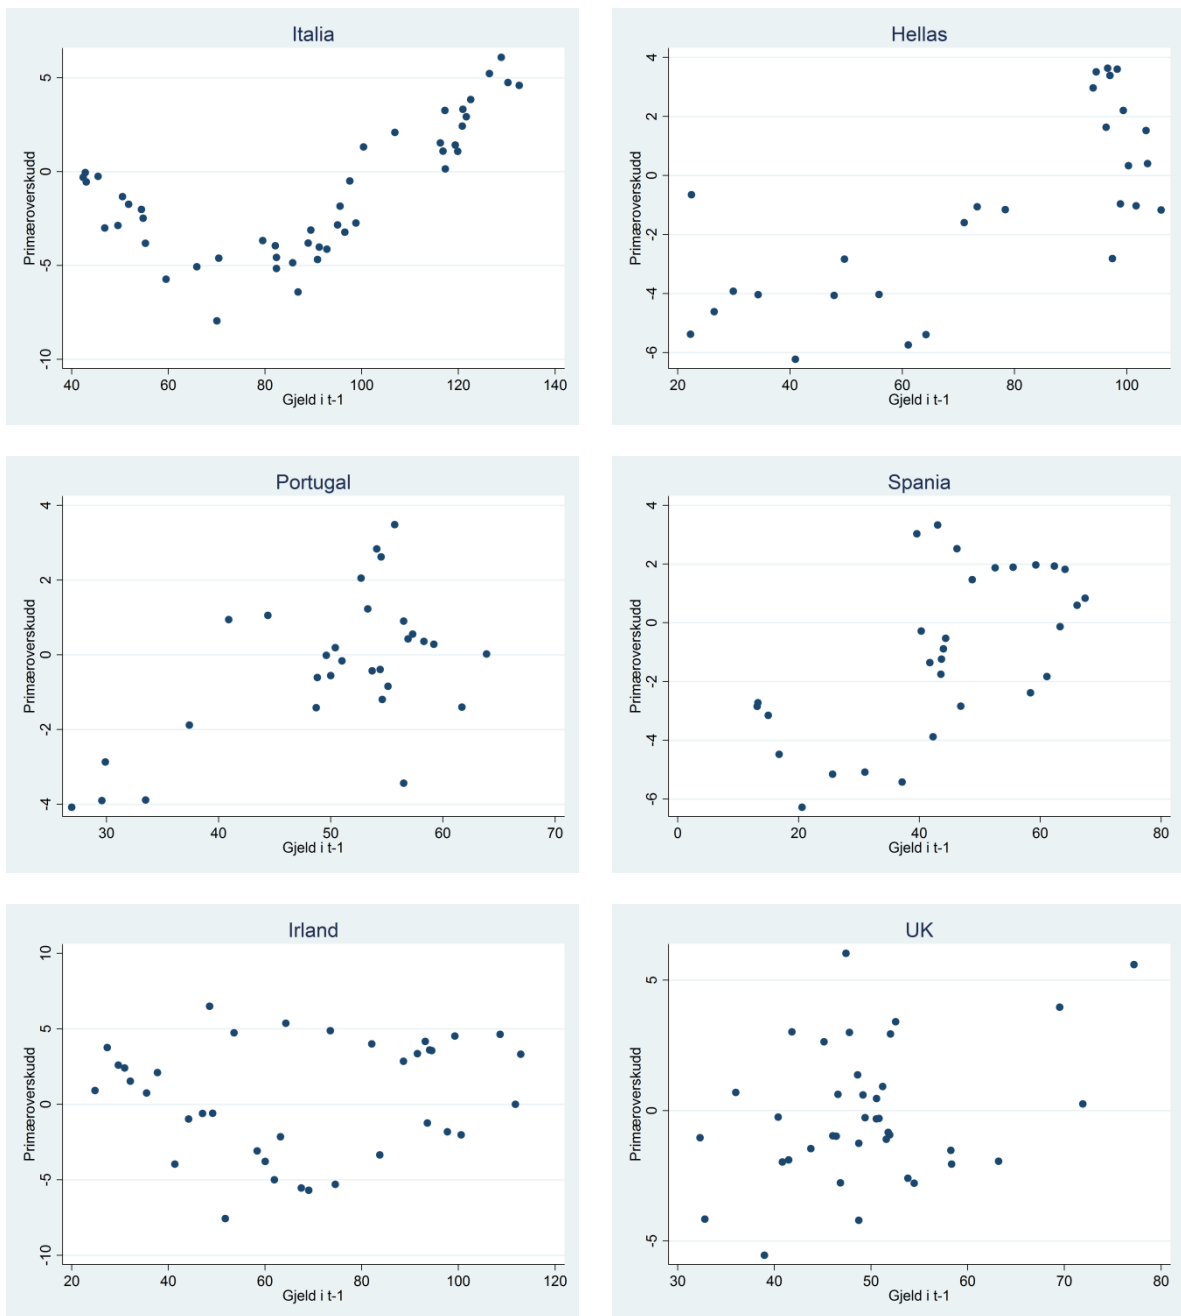 Italia
Primæroverskudd
5
0
-5
-10
40 60 80 100 120 140
Gjeld i t-1
Hellas
Primæroverskudd
4
2
0
-2
-4
-6
20 40 60 80 100
Gjeld i t-1
Portugal
Primæroverskudd
4
2
0
-2
-4
30 40 50 60 70
Gjeld i t-1
Spania
Primæroverskudd
4
2
0
-2
-4
-6
0 20 40 60 80
Gjeld i t-1
Irland
Primæroverskudd
10
5
0
-5
-10
20 40 60 80 100 120
Gjeld i t-1
UK
Primæroverskudd
5
0
-5
30 40 50 60 70 80
Gjeld i t-1